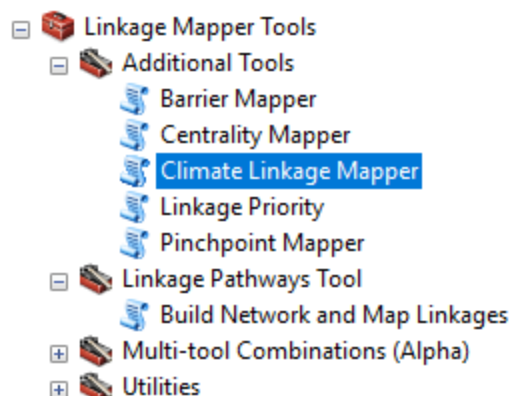 Linkage Mapper Tools
Additional Tools
Barrier Mapper
Centrality Mapper
Climate Linkage Mapper
Linkage Priority
Pinchpoint Mapper
Linkage Pathways Tool
Build Network and Map Linkages
Multi-tool Combinations (Alpha)
Utilities